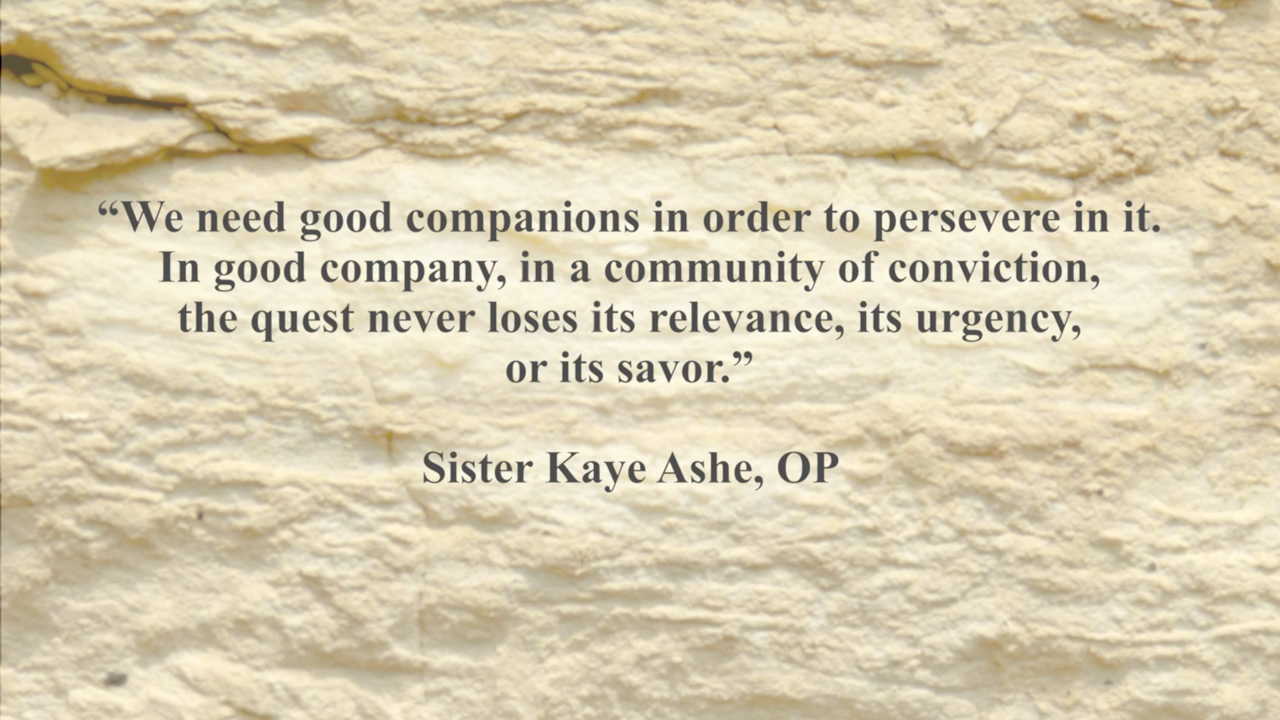 “We need good companions in order to persevere in it.
In good company, in a community of conviction,
the quest never loses its relevance, its urgency,
or its savor.”
Sister Kaye Ashe, OP